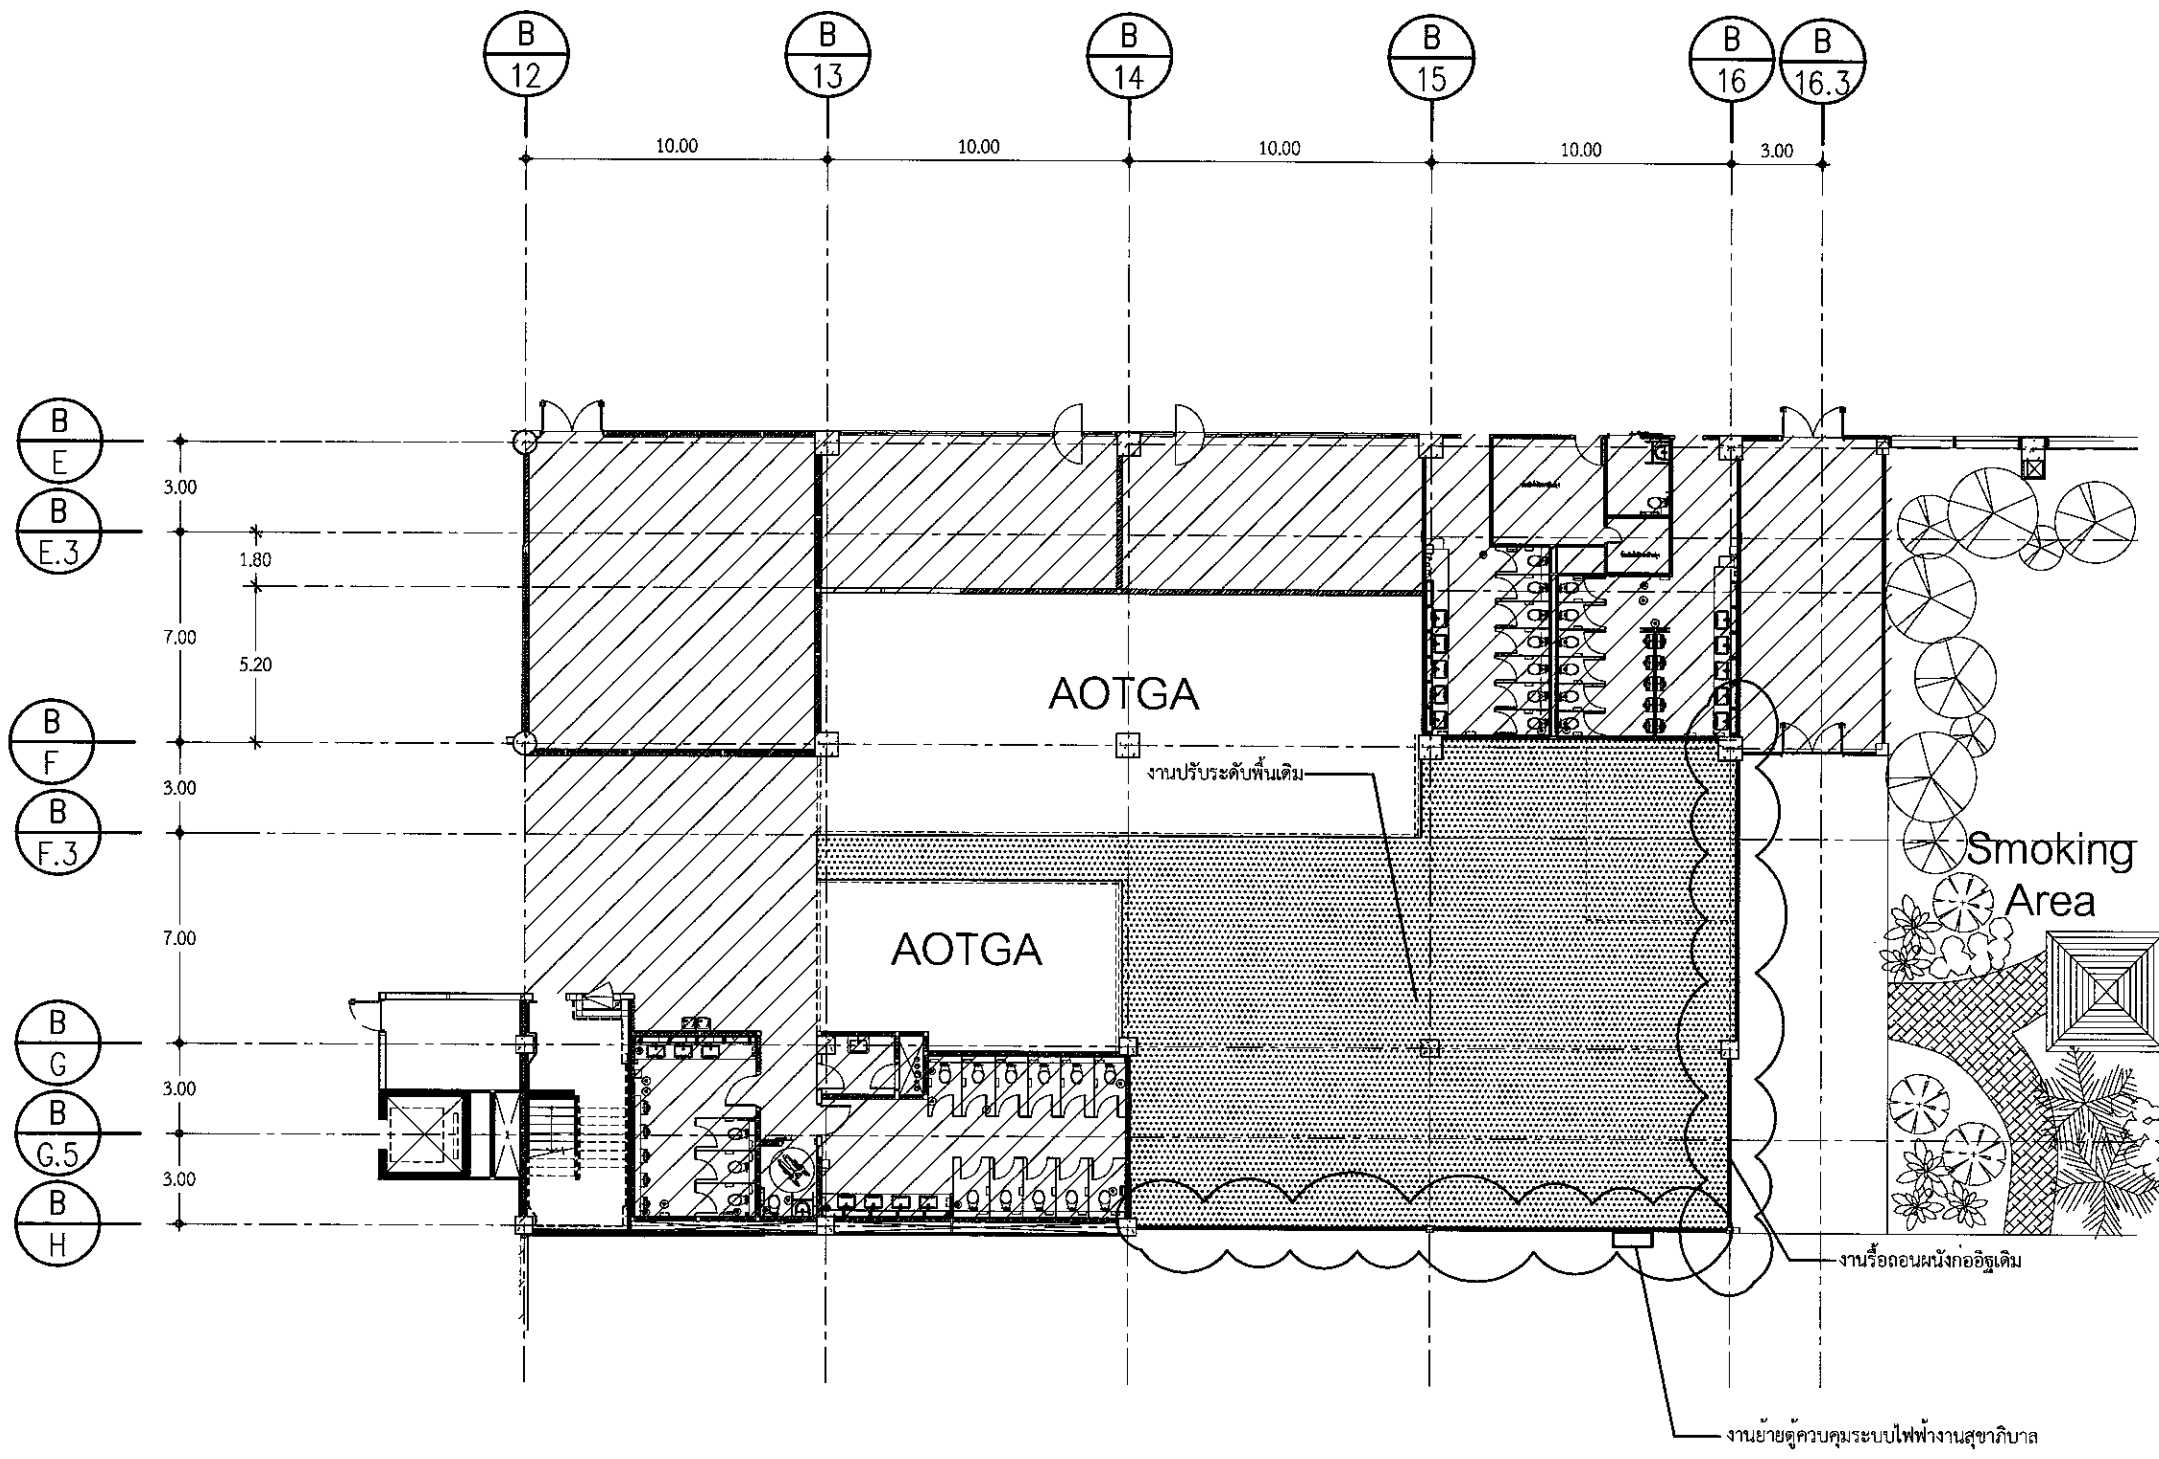 B
12
B
13
B
14
B
15
B
16
B
16.3
10.00
10.00
10.00
10.00
3.00
B
E
3.00
B
E.3
1.80
7.00
5.20
B
F
3.00
B
F.3
7.00
B
G
3.00
B
G.5
3.00
B
H
AOTGA
งานปรับระดับพื้นเดิม
AOTGA
Smoking
Area
งานรื้อถอนผนังก่ออิฐเดิม
งานย้ายตู้ควบคุมระบบไฟฟ้างานสุขาภิบาล